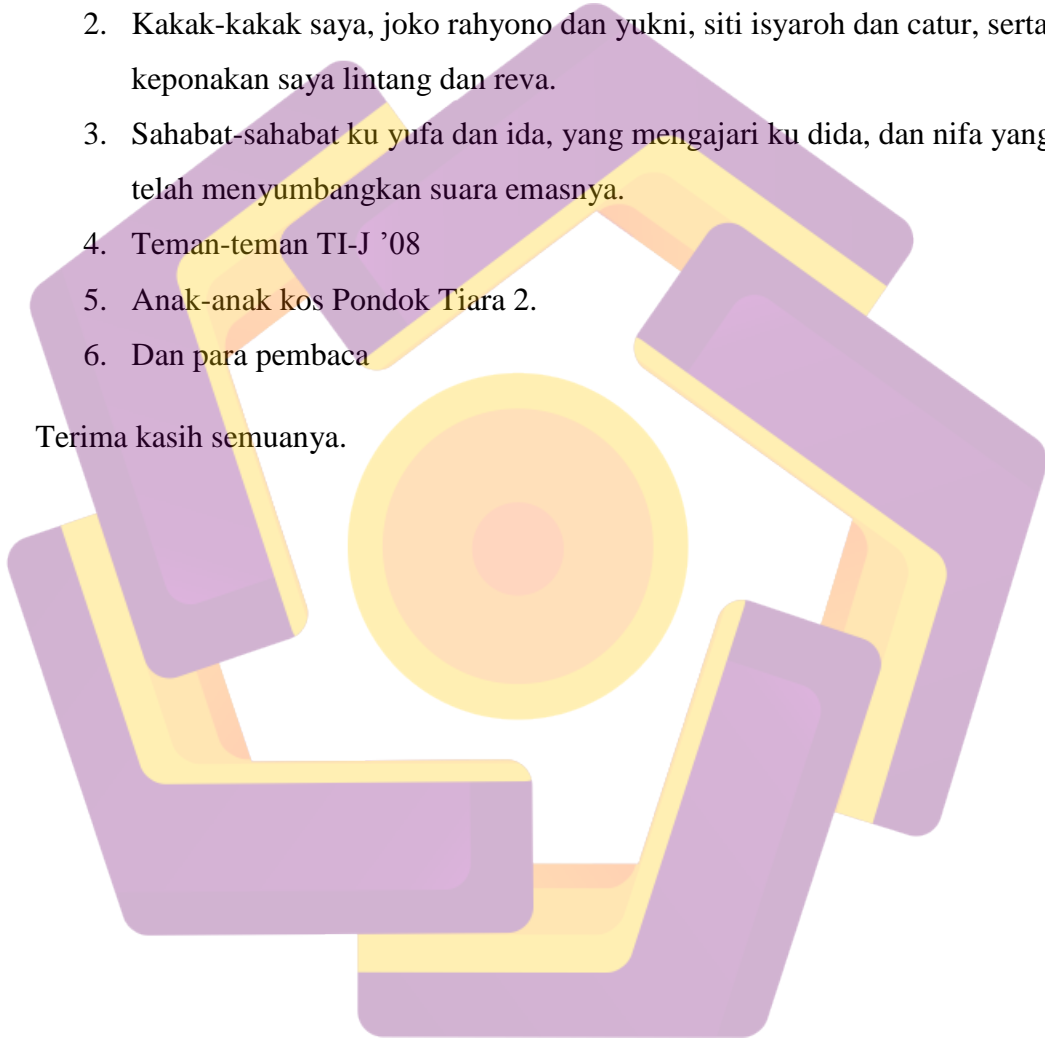 2. Kakak-kakak saya, joko rahyono dan yukni, siti isyaroh dan catur, serta
keponakan saya lintang dan reva.
3. Sahabat-sahabat ku yufa dan ida, yang mengajari ku dida, dan nifa yang
telah menyumbangkan suara emasnya.
4. Teman-teman TI-J ’08
5. Anak-anak kos Pondok Tiara 2.
6. Dan para pembaca
Terima kasih semuanya.